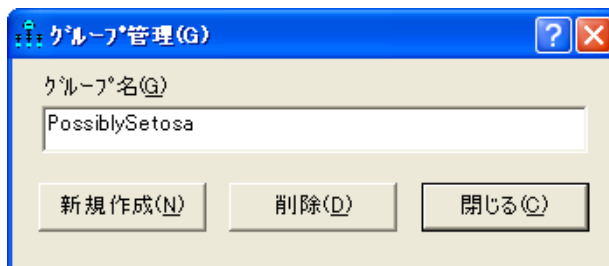 ｸﾞﾙｰﾌﾟ管理(G)
ｸﾞﾙｰﾌﾟ名(G)
PossiblySetosa
新規作成(N)
削除(D)
閉じる(C)